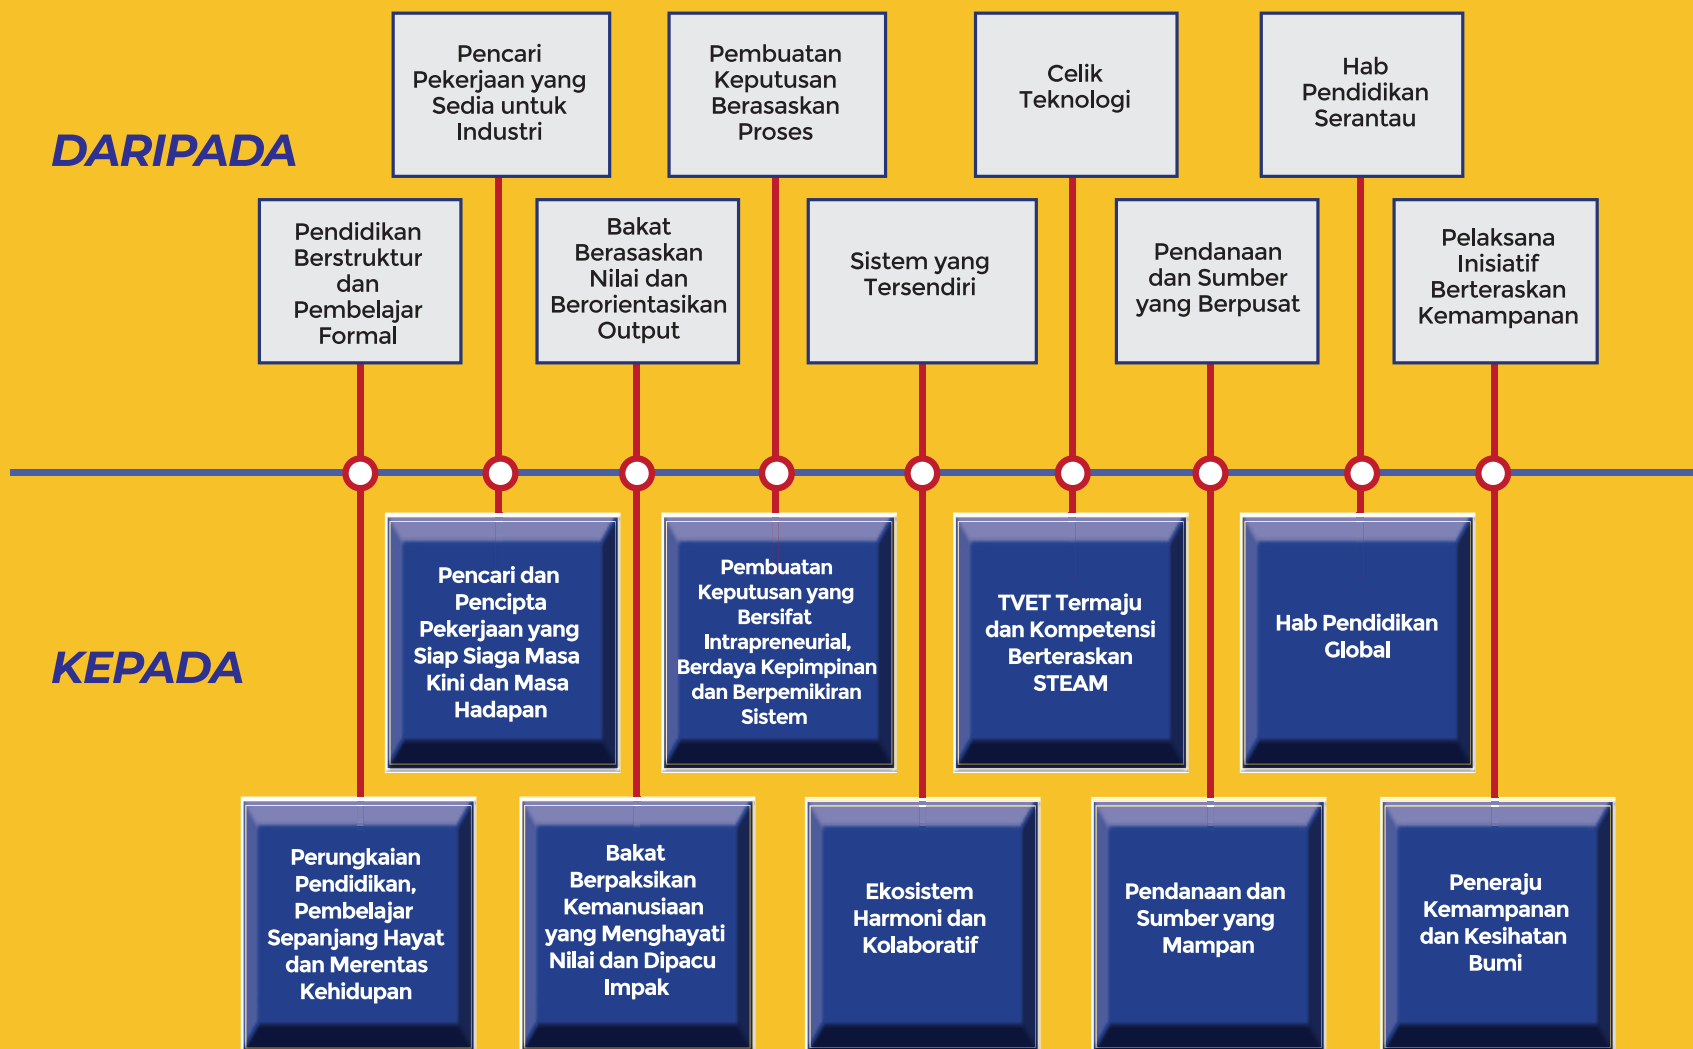 DARIPADA
Pencari
Pekerjaan yang
Sedia untuk
Industri
Pembuatan
Keputusan
Berasaskan
Proses
Celik
Teknologi
Hab
Pendidikan
Serantau
Pendidikan
Berstruktur
dan
Pembelajar
Formal
Bakat
Berasaskan
Nilai dan
Berorientasikan
Output
Sistem yang
Tersendiri
Pendanaan
dan Sumber
yang Berpusat
Pelaksana
Inisiatif
Berteraskan
Kemampanan
KEPADA
Pencari dan
Pencipta
Pekerjaan yang
Siap Siaga Masa
Kini dan Masa
Hadapan
Pembuatan
Keputusan yang
Bersifat
Intrapreneurial,
Berdaya Kepimpinan
dan Berpemikiran
Sistem
TVET Termaju
dan Kompetensi
Berteraskan
STEAM
Hab Pendidikan
Global
Perungkaian
Pendidikan,
Pembelajar
Sepanjang Hayat
dan Merentas
Kehidupan
Bakat
Berpaksikan
Kemanusiaan
yang Menghayati
Nilai dan Dipacu
Impak
Ekosistem
Harmoni dan
Kolaboratif
Pendanaan dan
Sumber yang
Mampan
Peneraju
Kemampanan
dan Kesihatan
Bumi